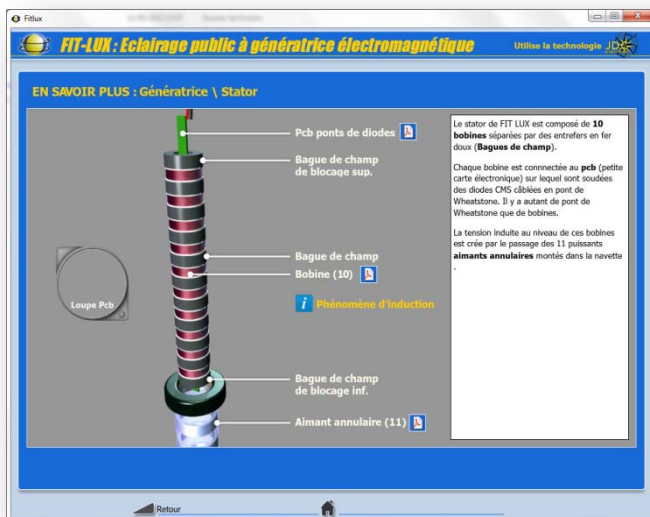 Fitlux
FIT-LUX : Eclairage public à génératrice électromagnétique
Utilise la technologie JD
EN SAVOIR PLUS : Génératrice \ Stator
Pcb ponts de diodes
Bague de champ
de blocage sup.
Bague de champ
Bobine (10)
Loupe Pcb
i Phénomène d'induction
Bague de champ
de blocage inf.
Aimant annulaire (11)
Le stator de FIT LUX est composé de 10
bobines séparées par des entrefers en fer
doux (Bagues de champ).
Chaque bobine est connnectée au pcb (petite
carte électronique) sur lequel sont soudées
des diodes CMS câblées en pont de
Wheatstone. Il y a autant de pont de
Wheatstone que de bobines.
La tension induite au niveau de ces bobines
est crée par le passage des 11 puissants
aimants annulaires montés dans la navette
.
Retour